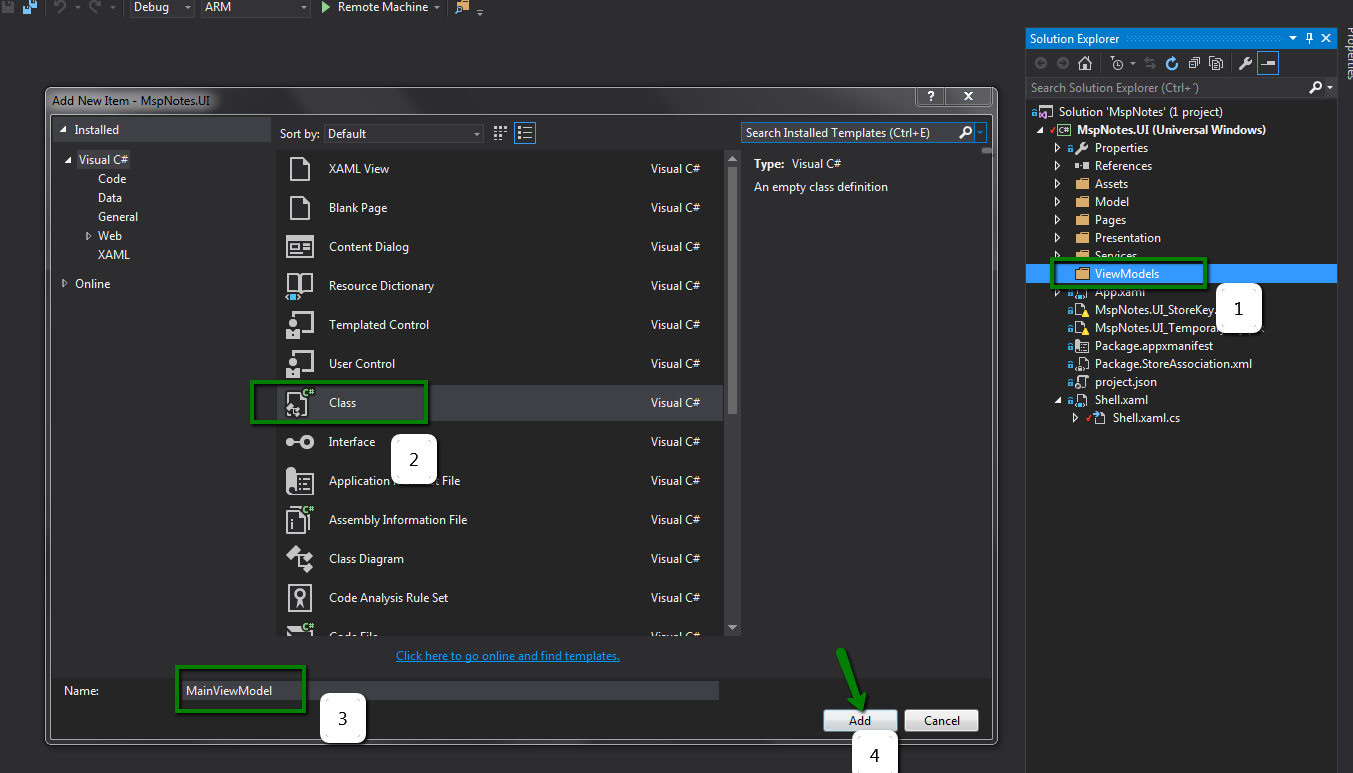 Debug ARM Remote Machine
Solution Explorer
Properties
Search Solution Explorer (Ctrl+´)
Add New Item - MspNotes.UI
? X
Installed
Sort by: Default
Search Installed Templates (Ctrl+E)
Visual C#
Code
Data
General
Web
XAML
Online
XAML View Visual C#
Blank Page Visual C#
Content Dialog Visual C#
Resource Dictionary Visual C#
Templated Control Visual C#
User Control Visual C#
Class Visual C#
Interface Visual C#
2
Application File Visual C#
Assembly Information File Visual C#
Class Diagram Visual C#
Code Analysis Rule Set Visual C#
Code File Visual C#
Type: Visual C#
An empty class definition
Click here to go online and find templates.
Name: MainViewModel
3
Add Cancel
4
Solution 'MspNotes' (1 project)
C# MspNotes.UI (Universal Windows)
Properties
References
Assets
Model
Pages
Presentation
Services
ViewModels
1
App.xaml
MspNotes.UI_StoreKey.
MspNotes.UI_Temporary
Package.appxmanifest
Package.StoreAssociation.xml
project.json
Shell.xaml
Shell.xaml.cs